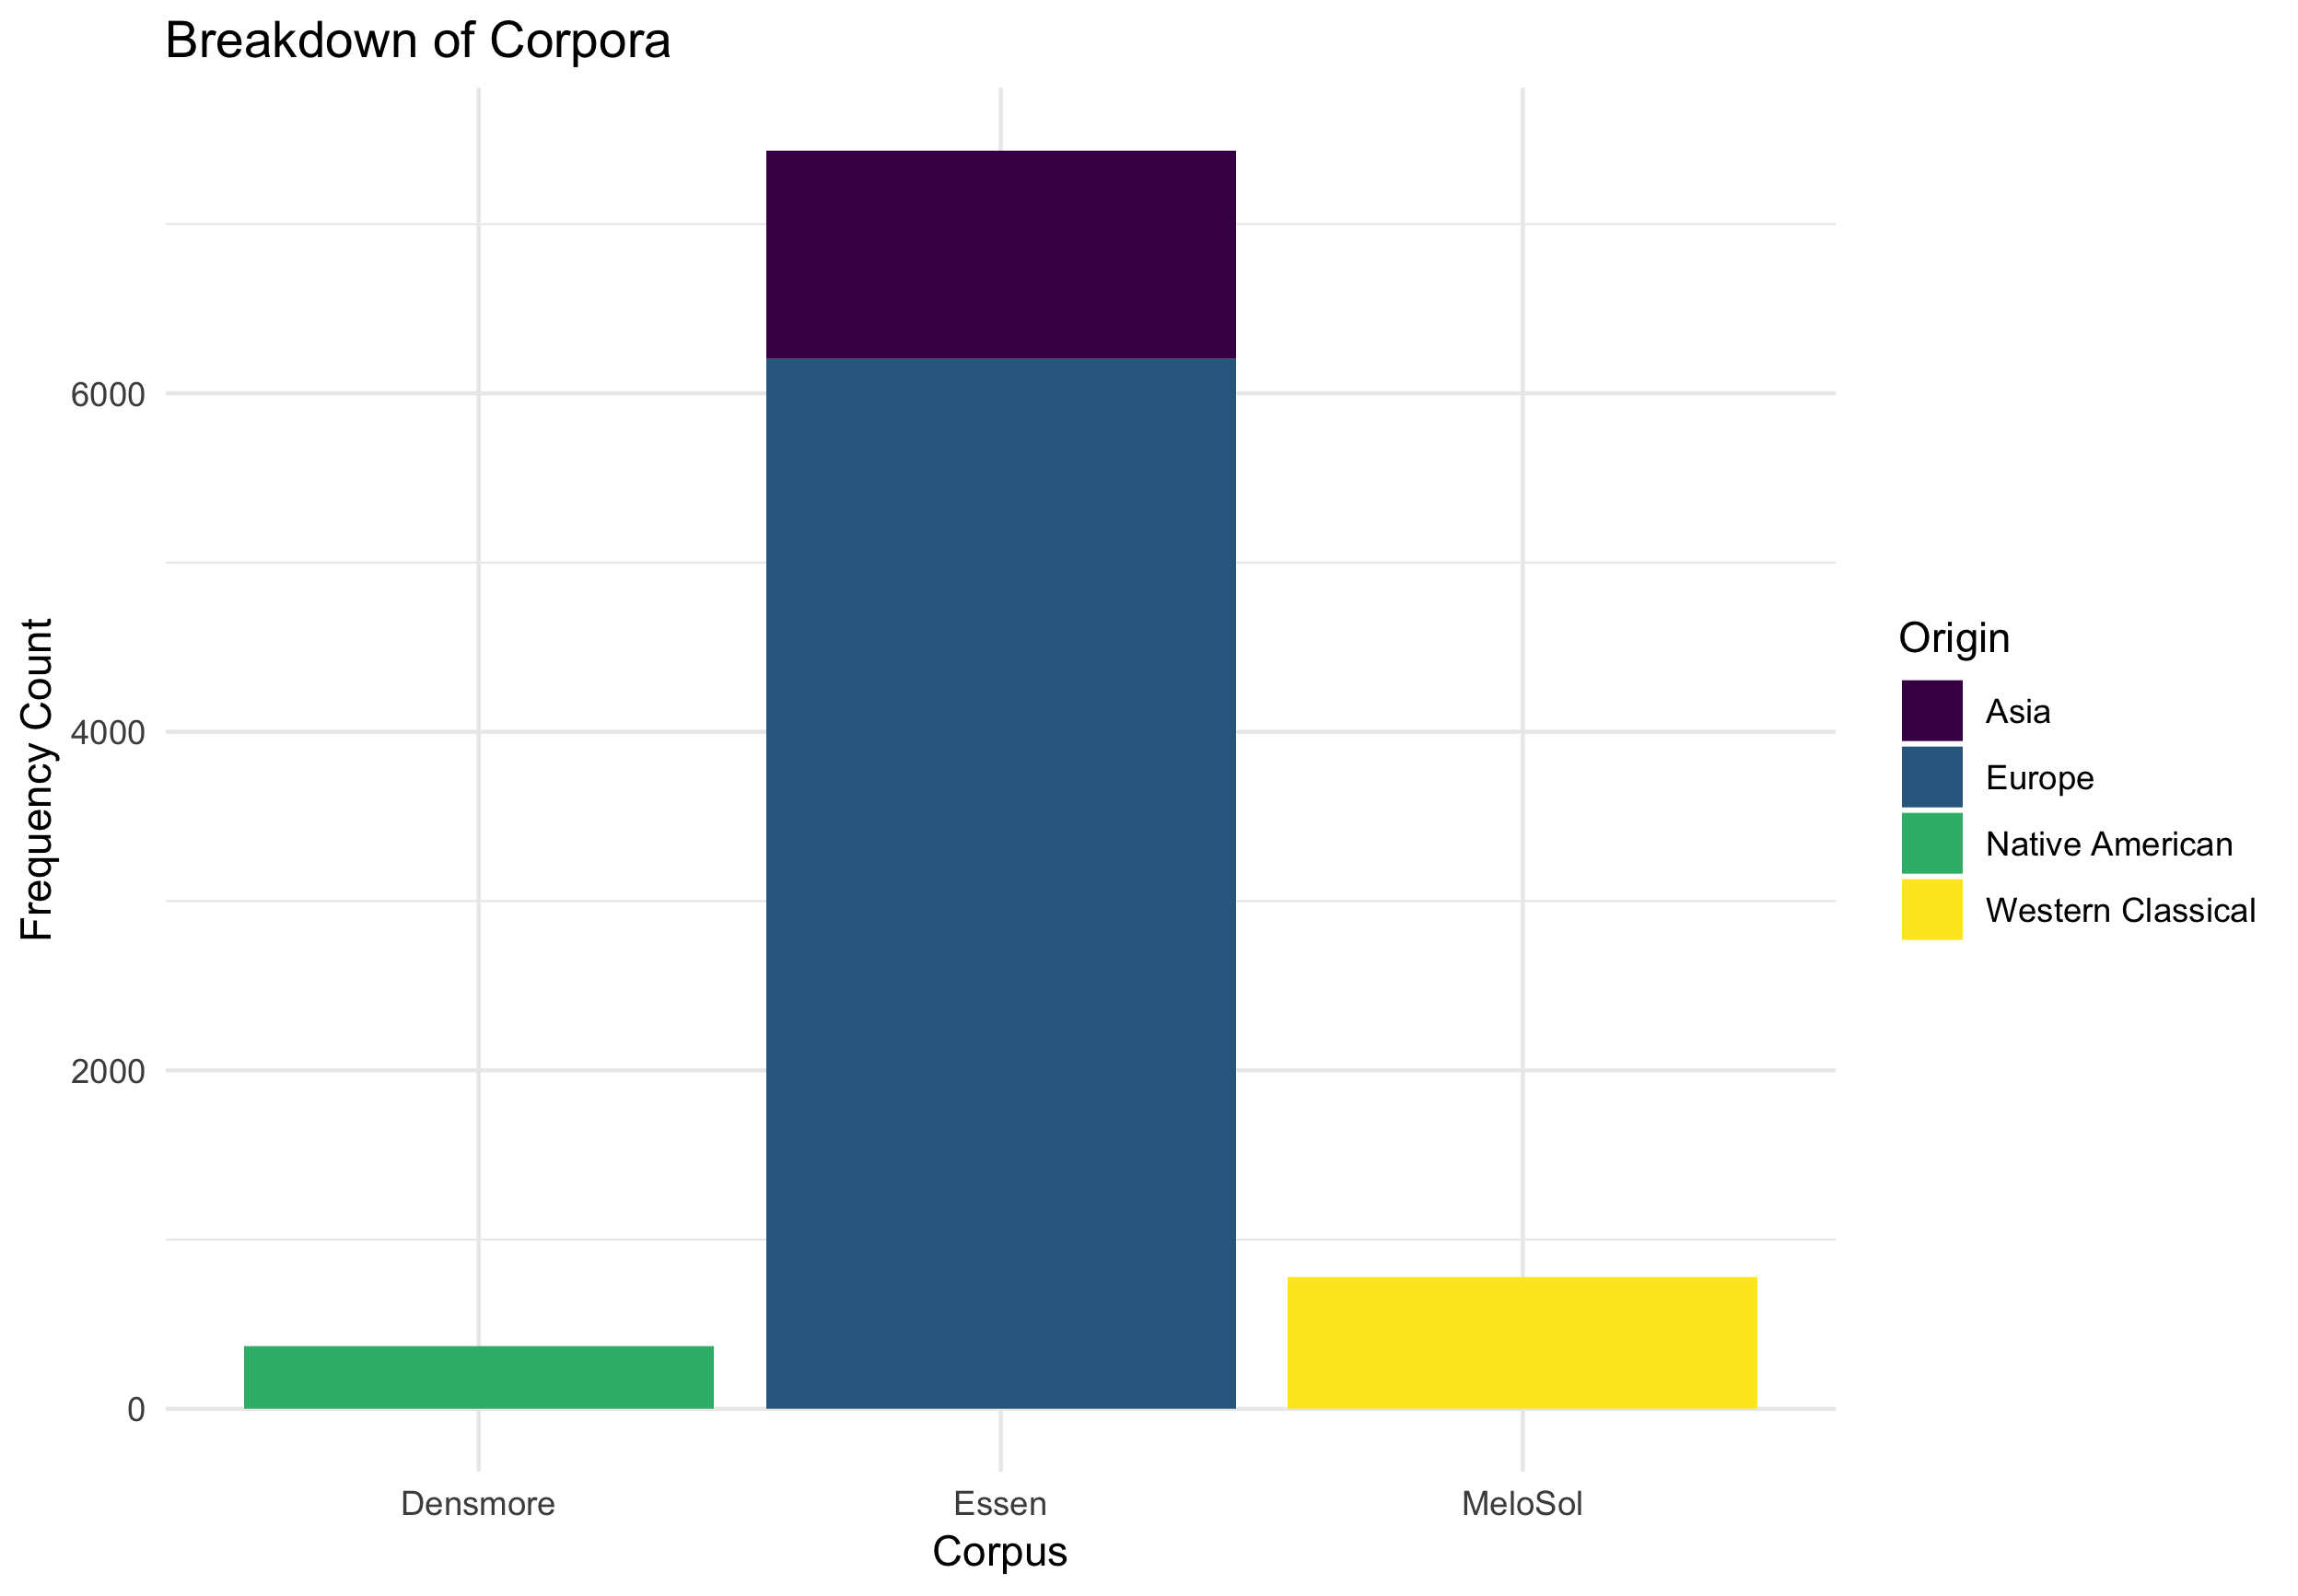 Breakdown of Corpora
Frequency Count
6000
4000
2000
0
Densmore
Essen
MeloSol
Corpus
Origin
Asia
Europe
Native American
Western Classical